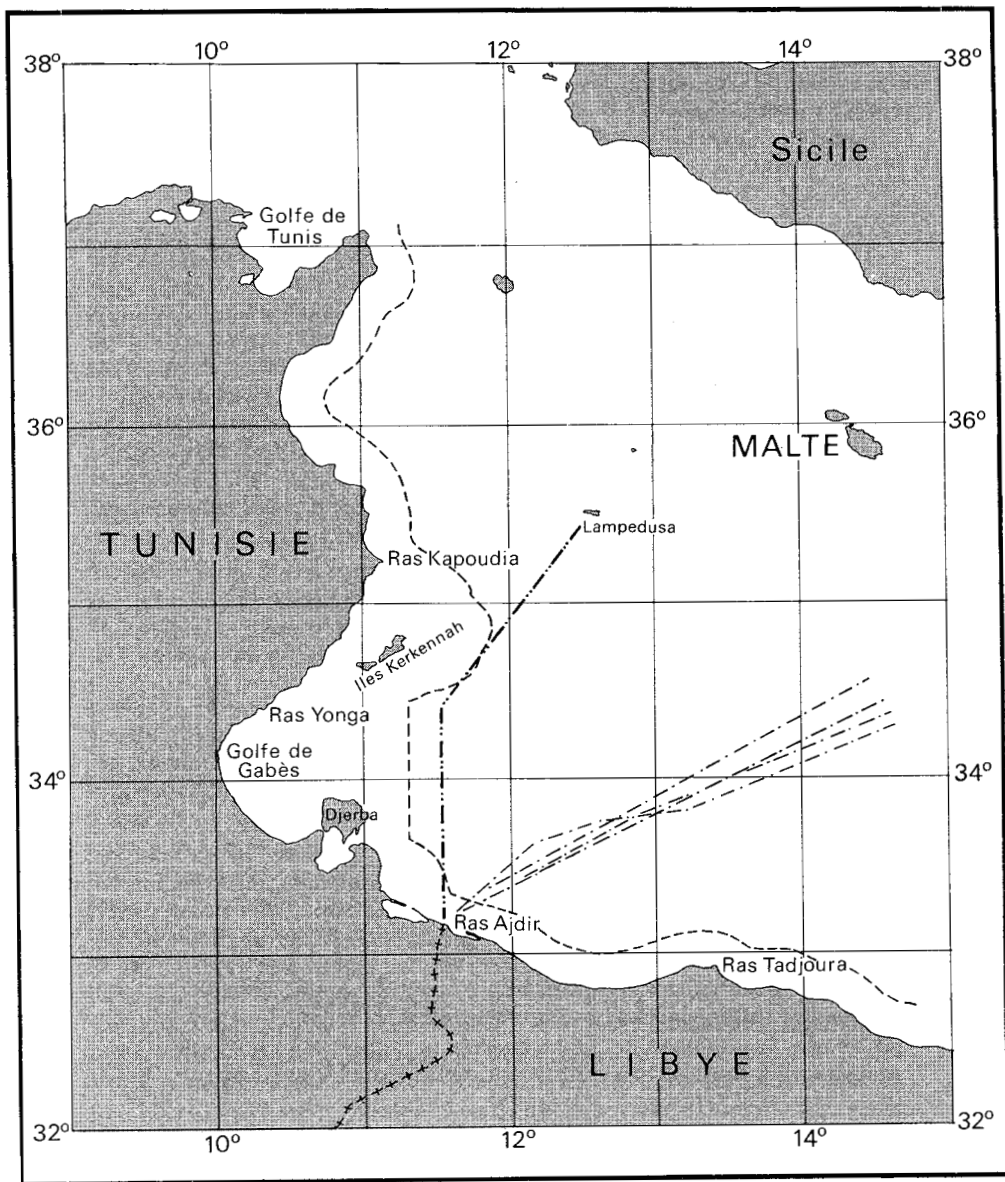 10°
12°
14°
38°
38°
Sicile
Golfe de
Tunis
36°
36°
MALTE
Lampedusa
TUNISIE
Ras Kapoudia
Iles Kerkennah
Ras Yonga
Golfe de
Gabès
34°
34°
Djerba
Ras Ajdir
Ras Tadjoura
LIBYE
32°
32°
10°
12°
14°